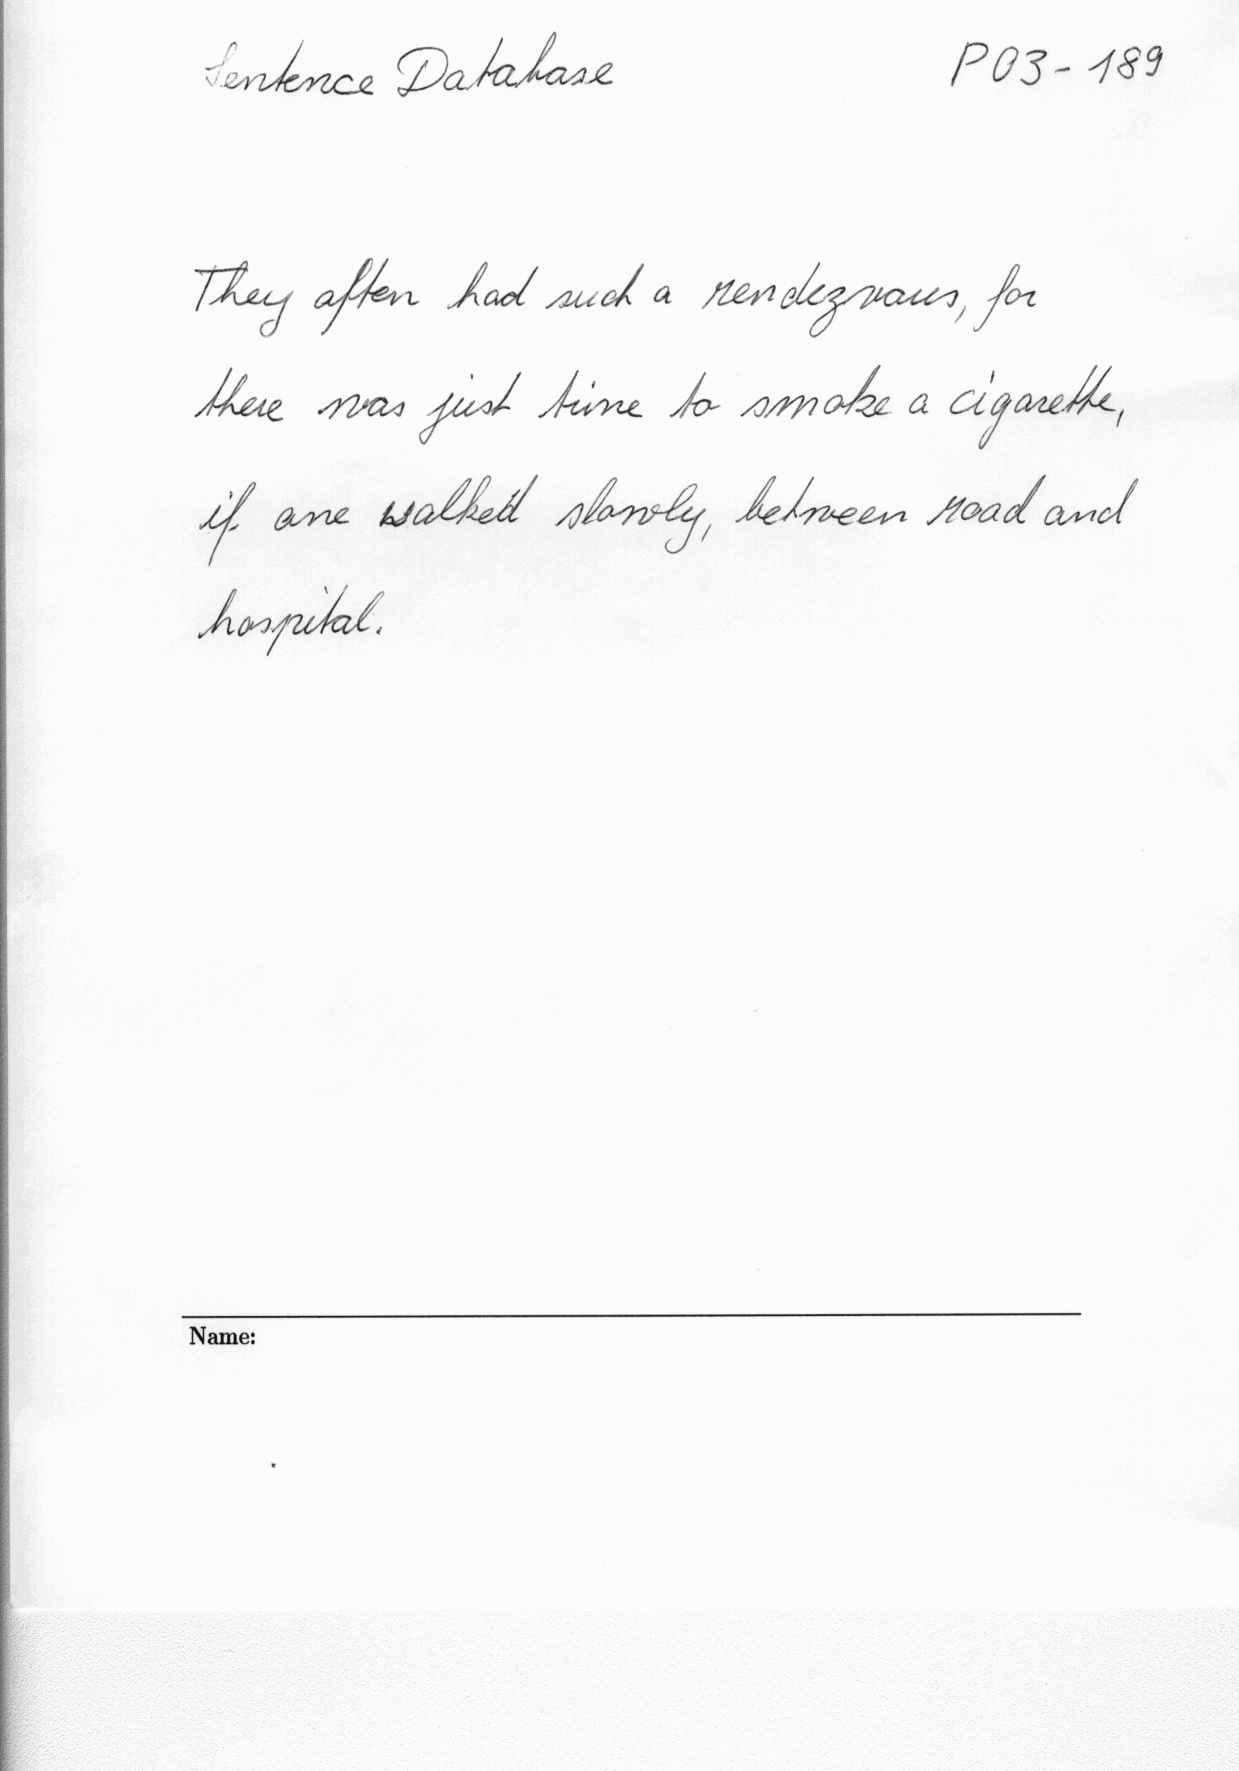 Sentence Database P03-189
They often had such a rendezvous, for
there was just time to smoke a cigarette,
if one walked slowly, between road and
hospital.
Name: